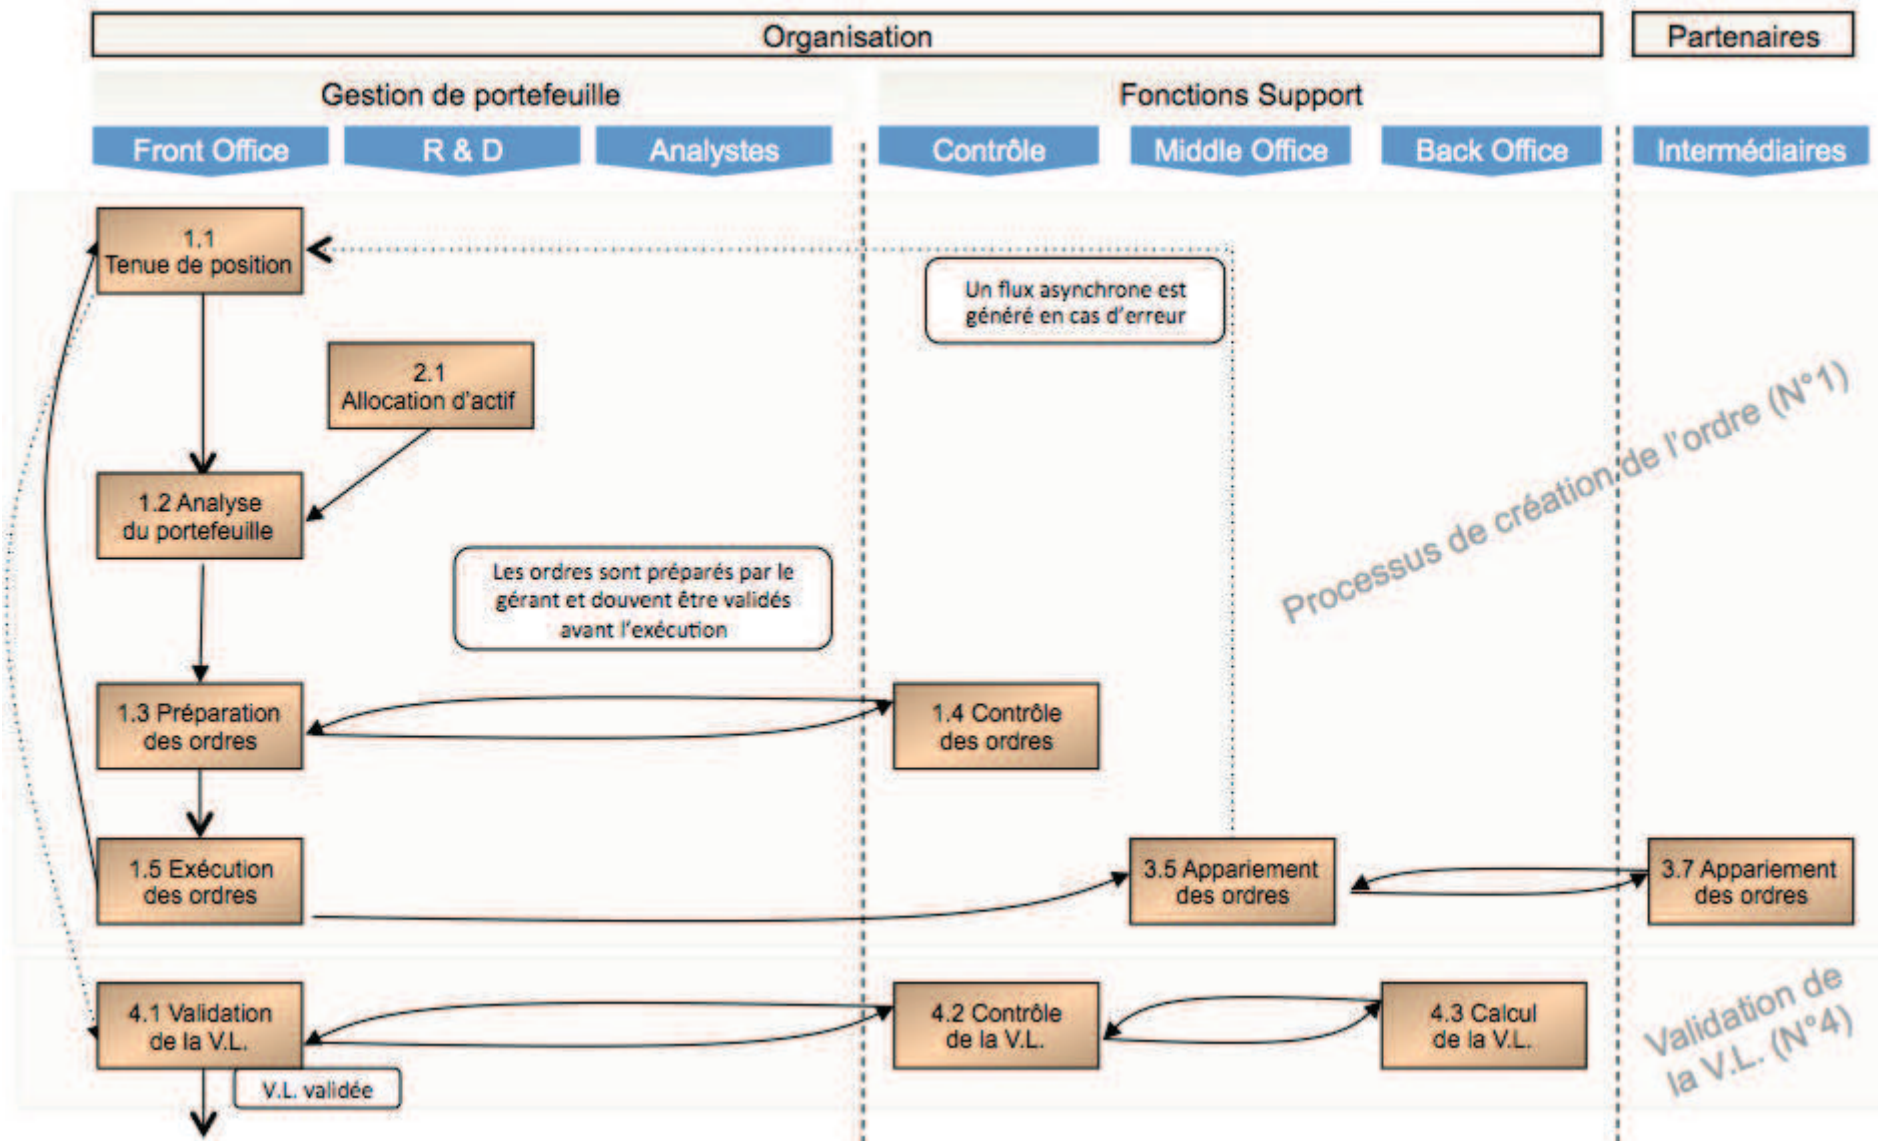 Organisation
Partenaires
Gestion de portefeuille
Fonctions Support
Front Office
R & D
Analystes
Contrôle
Middle Office
Back Office
Intermédiaires
1.1
Tenue de position
Un flux asynchrone est
généré en cas d'erreur
2.1
Allocation d'actif
Processus de création de l'ordre (N°1)
1.2 Analyse
du portefeuille
Les ordres sont préparés par le
gérant et douvent être validés
avant l'exécution
1.3 Préparation
des ordres
1.4 Contrôle
des ordres
1.5 Exécution
des ordres
3.5 Appariement
des ordres
3.7 Appariement
des ordres
4.1 Validation
de la V.L.
4.2 Contrôle
de la V.L.
4.3 Calcul
de la V.L.
Validation de
la V.L. (N°4)
V.L. validée